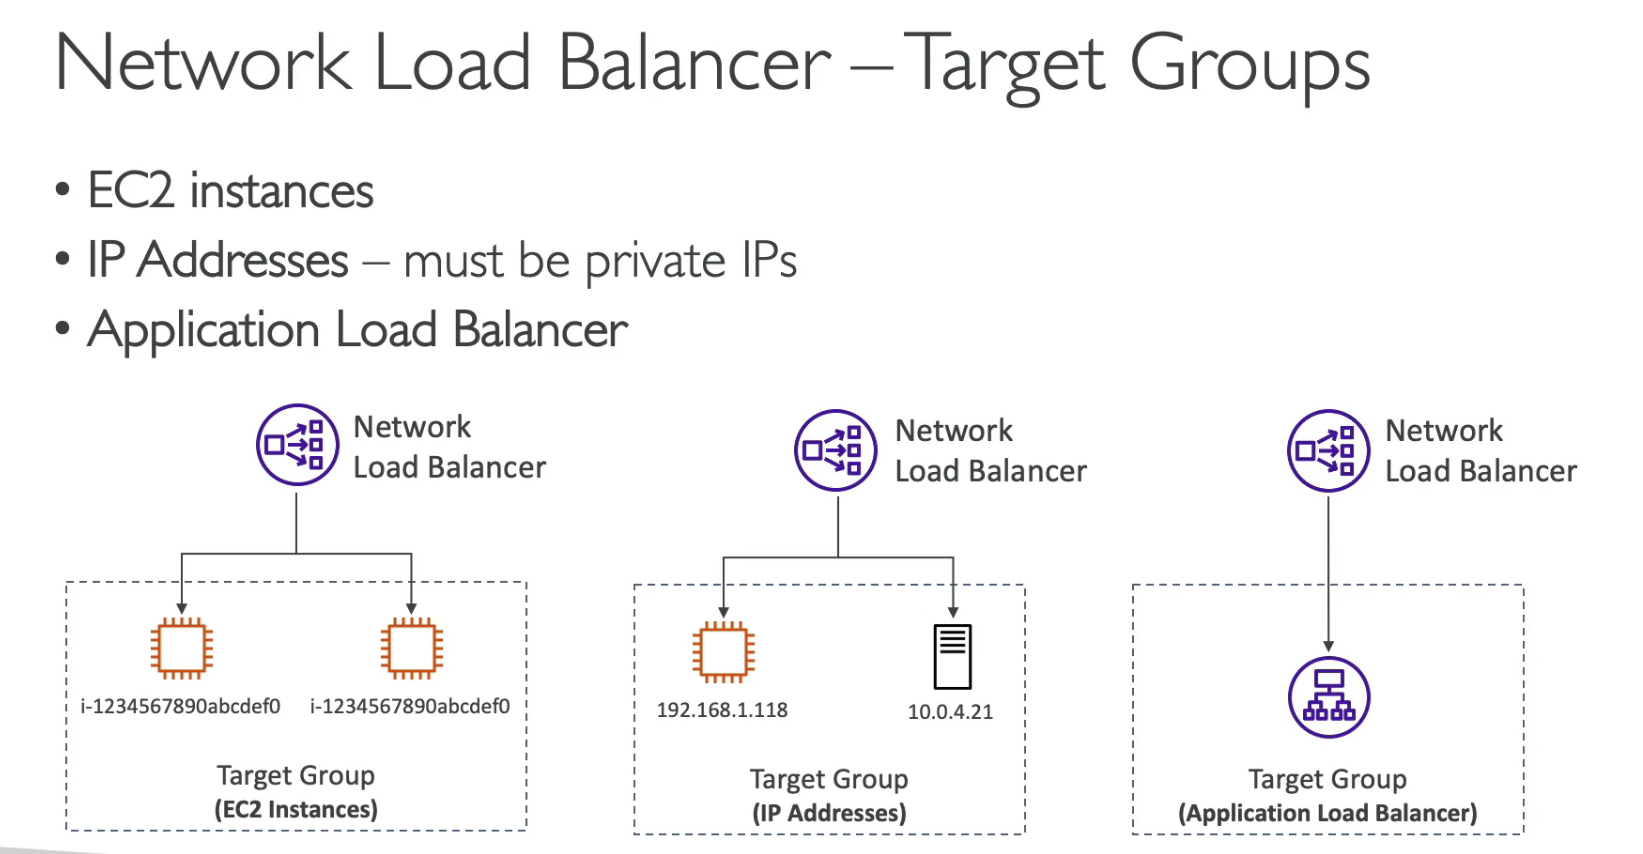 Network Load Balancer – Target Groups
• EC2 instances
• IP Addresses – must be private IPs
• Application Load Balancer
Network
Load Balancer
i-1234567890abcdef0
i-1234567890abcdef0
Target Group
(EC2 Instances)
Network
Load Balancer
192.168.1.118
10.0.4.21
Target Group
(IP Addresses)
Network
Load Balancer
Target Group
(Application Load Balancer)